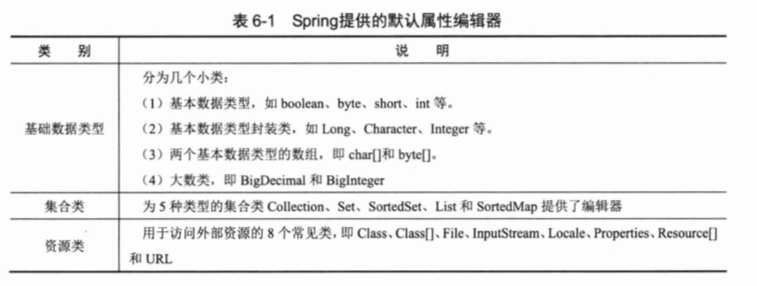 表 6-1 Spring提供的默认属性编辑器
类 别 说 明
分为几个小类：
（1）基本数据类型，如 boolean、byte、short、int 等。
（2）基本数据类型封装类，如 Long、Character、Integer 等。
基础数据类型
（3）两个基本数据类型的数组，即 char[]和 byte[]。
（4）大数类，即 BigDecimal 和 BigInteger
集合类 为 5 种类型的集合类 Collection、Set、SortedSet、List 和 SortedMap 提供了编辑器
资源类 用于访问外部资源的 8 个常见类，即 Class、Class[]、File、InputStream、Locale、Properties、Resource[]
和 URL